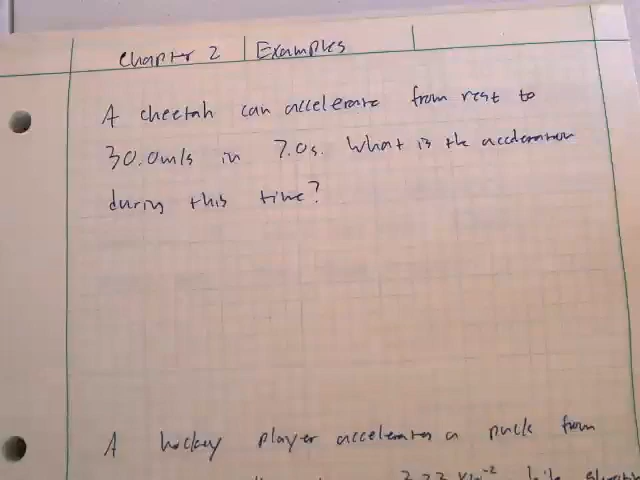 Chapter 2 Examples
A cheetah can accelerate from rest to
30.0m/s in 7.0s. What is the acceleration
during this time?
A hockey player accelerates a puck from